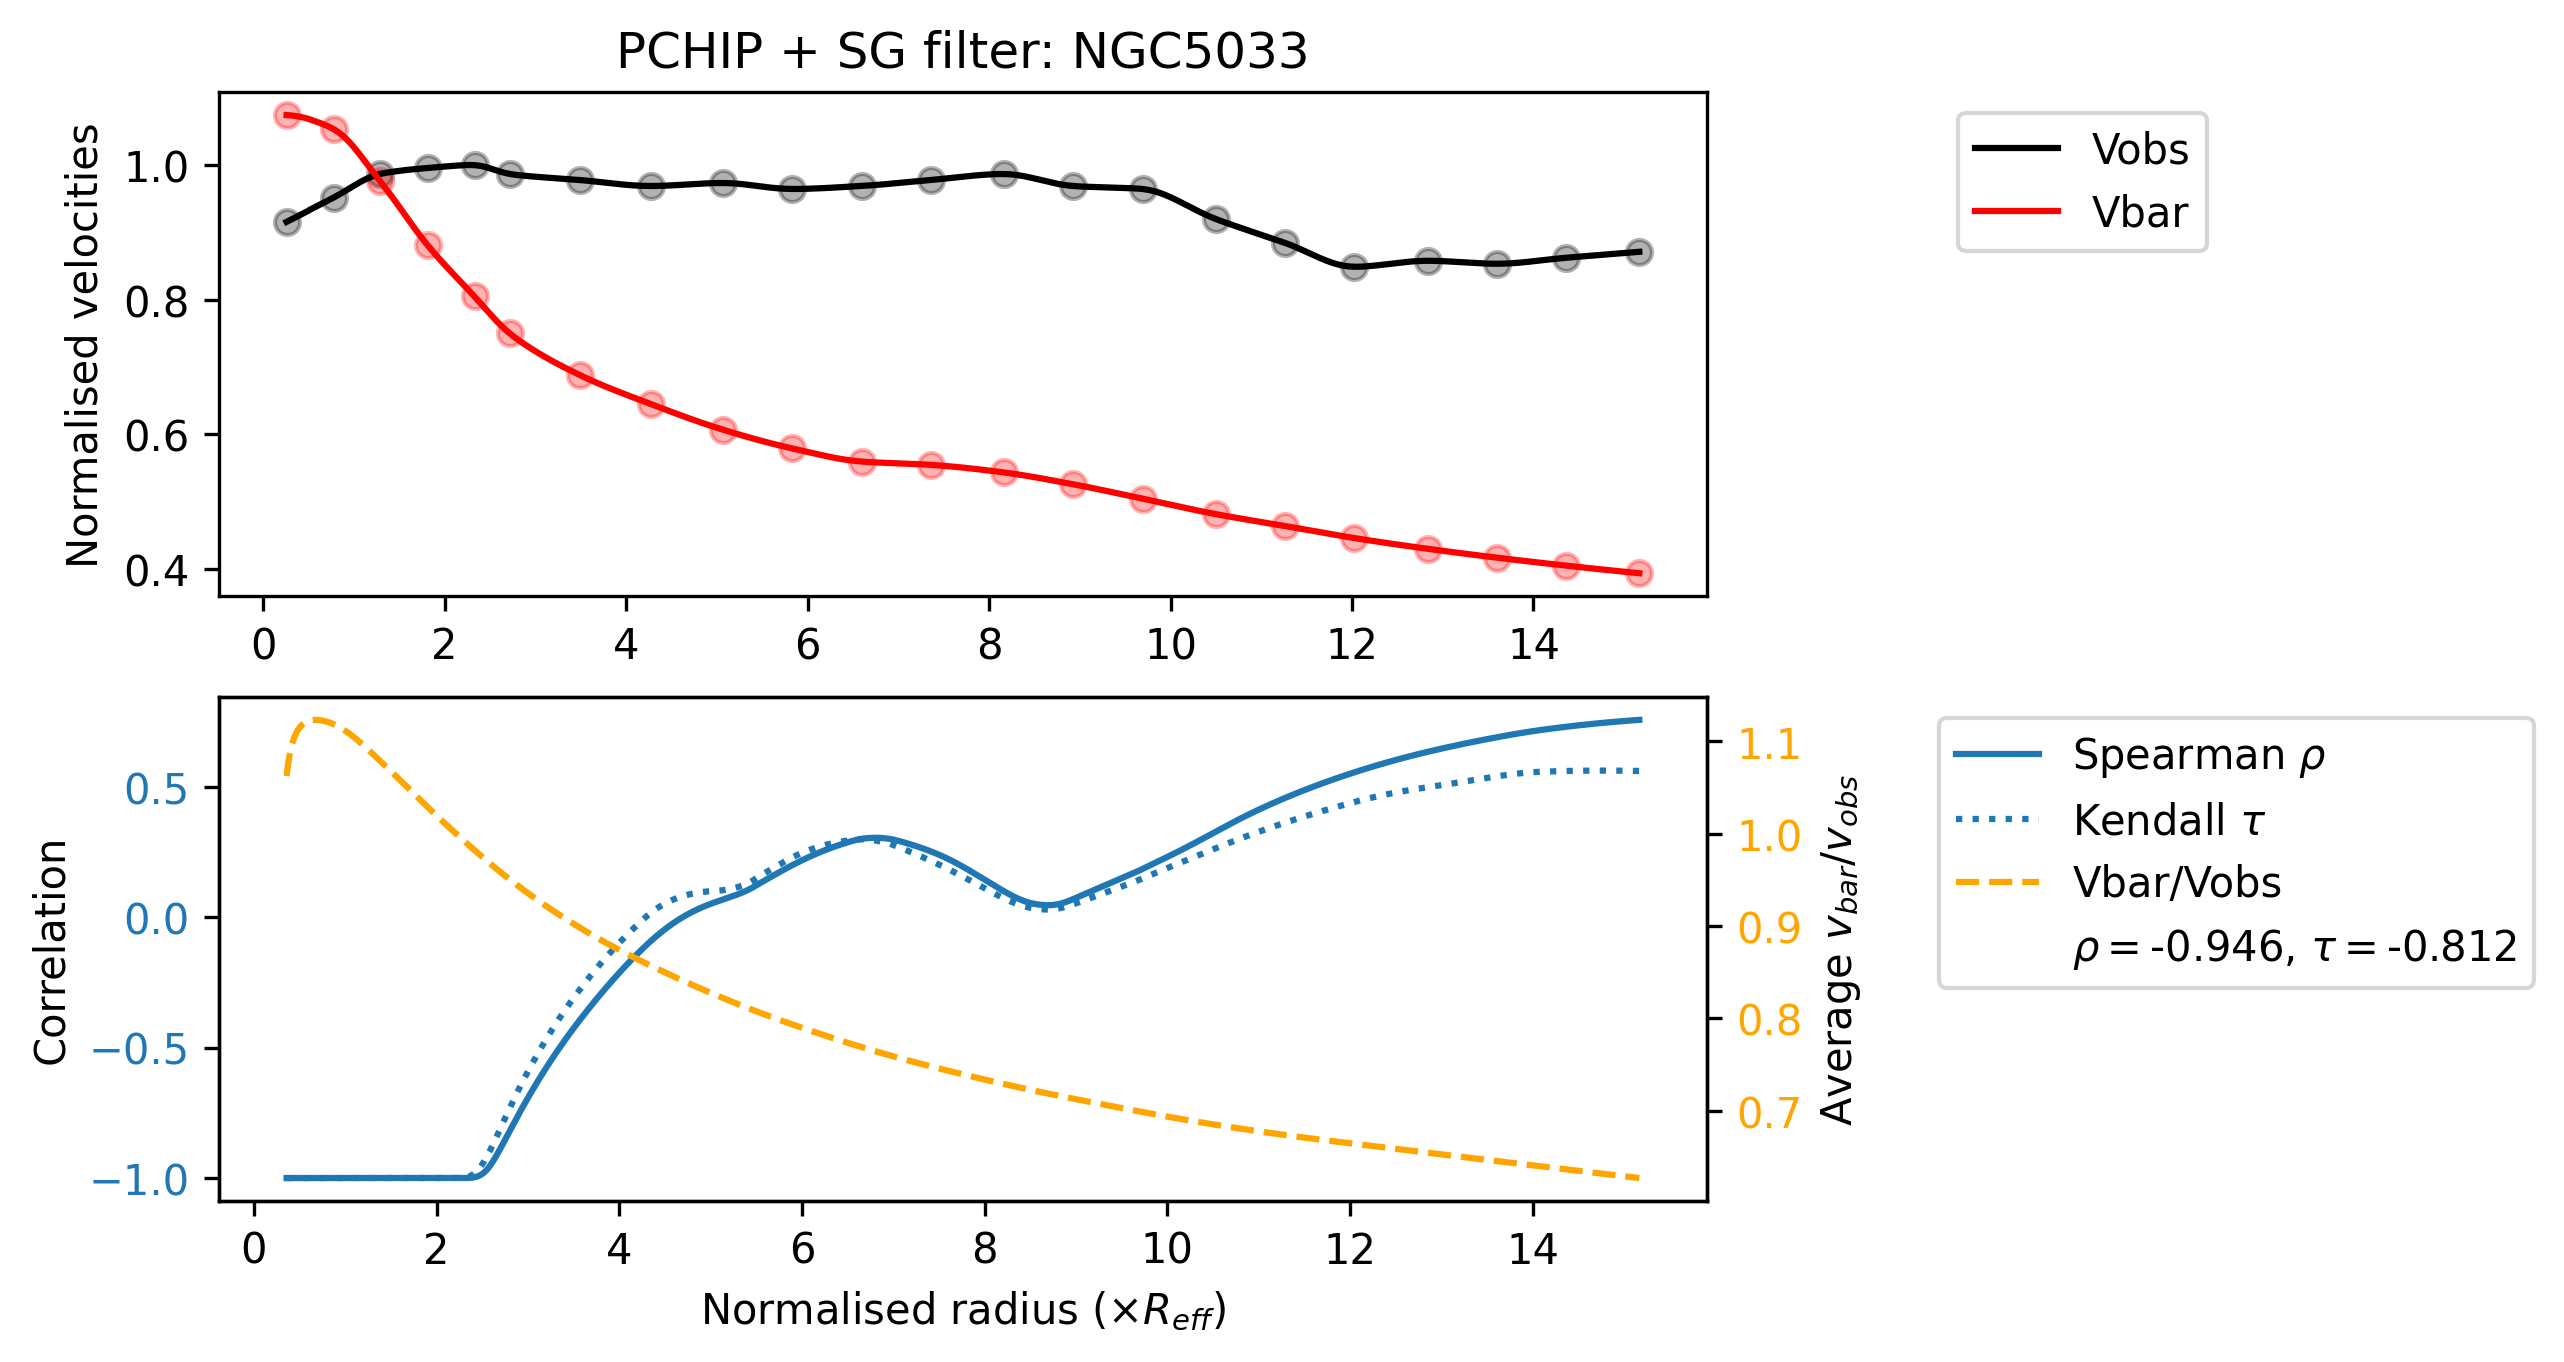 PCHIP + SG filter: NGC5033
Normalised velocities
1.0
0.8
0.6
0.4
0 2 4 6 8 10 12 14
Vobs
Vbar
Correlation
0.5
0.0
−0.5
−1.0
0 2 4 6 8 10 12 14
Normalised radius (×R_eff)
1.1
1.0
0.9
0.8
0.7
Average v_bar/v_obs
Spearman ρ
Kendall τ
Vbar/Vobs
ρ = -0.946, τ = -0.812